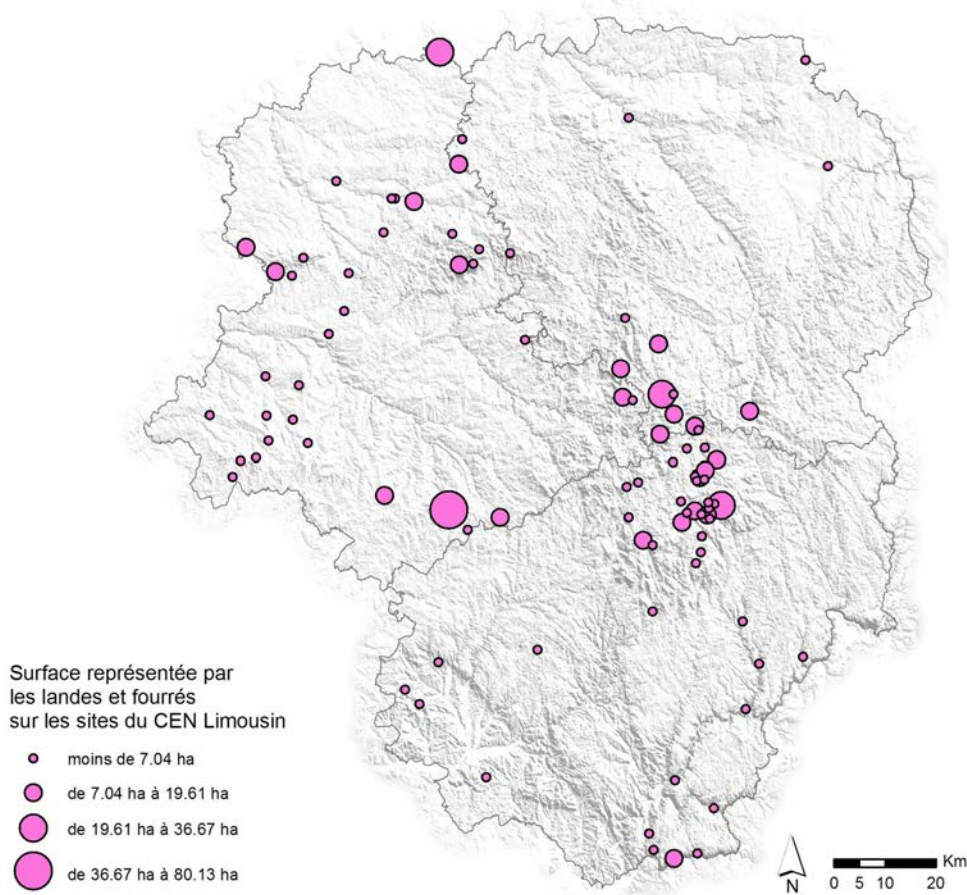 Surface représentée par
les landes et fourrés
sur les sites du CEN Limousin
moins de 7.04 ha
de 7.04 ha à 19.61 ha
de 19.61 ha à 36.67 ha
de 36.67 ha à 80.13 ha
N
Km
0 5 10 20